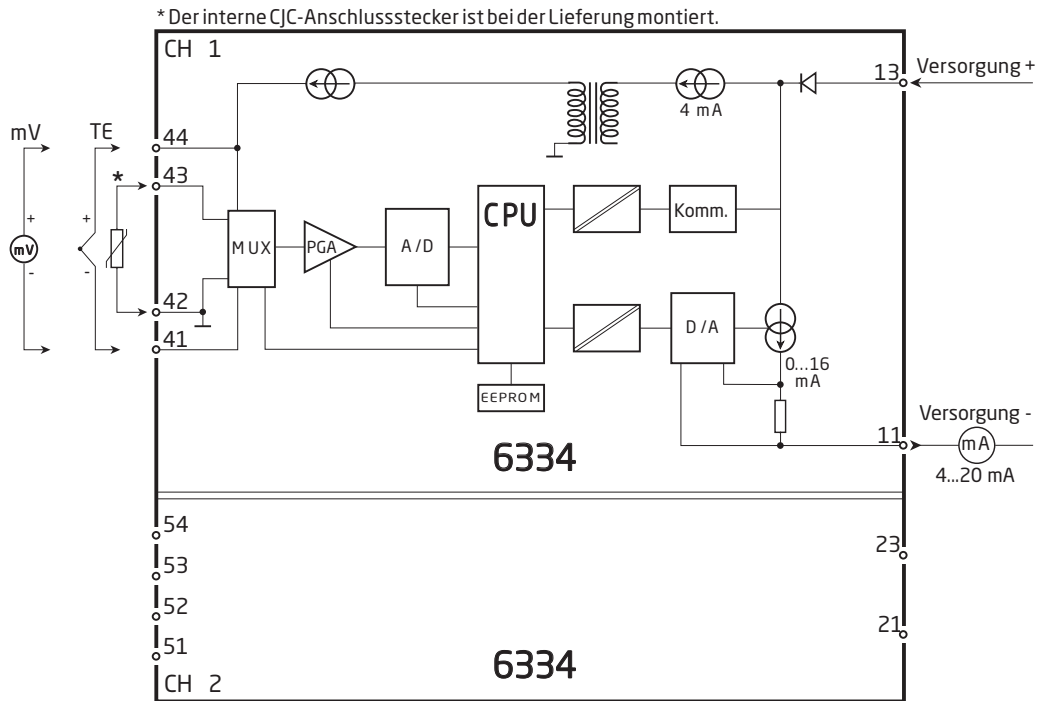 * Der interne CJC-Anschlussstecker ist bei der Lieferung montiert.
CH 1
13
Versorgung +
4 mA
mV
TE
44
*
43
CPU
Komm.
+
mV
-
+
-
MUX
PGA
A/D
42
41
D/A
0...16
mA
EEPROM
Versorgung -
11
mA
4...20 mA
6334
54
53
52
51
23
21
6334
CH 2